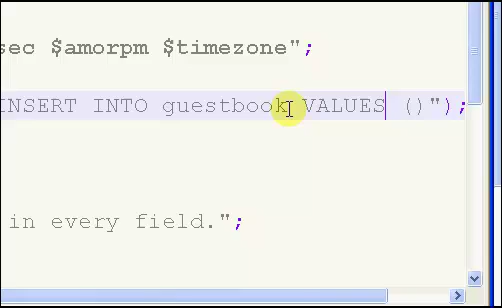 sec $amorpm $timezone";
INSERT INTO guestbook VALUES ()");
in every field.";